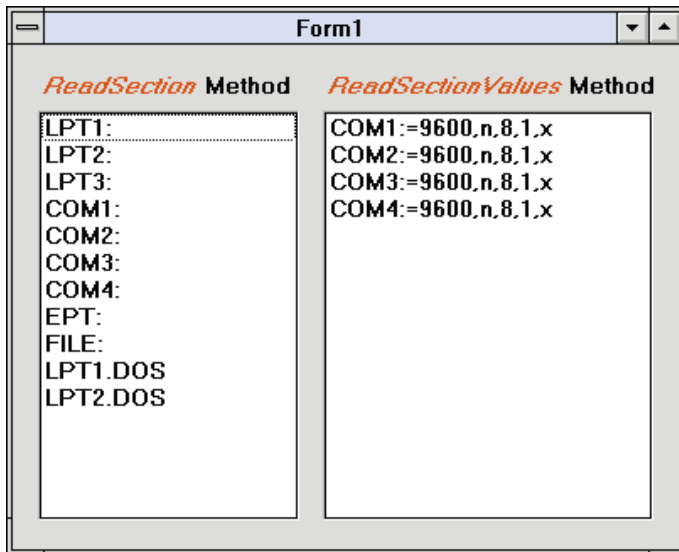 Form1
ReadSection Method
LPT1:
LPT2:
LPT3:
COM1:
COM2:
COM3:
COM4:
EPT:
FILE:
LPT1.DOS
LPT2.DOS
ReadSectionValues Method
COM1:=9600,n,8,1,x
COM2:=9600,n,8,1,x
COM3:=9600,n,8,1,x
COM4:=9600,n,8,1,x